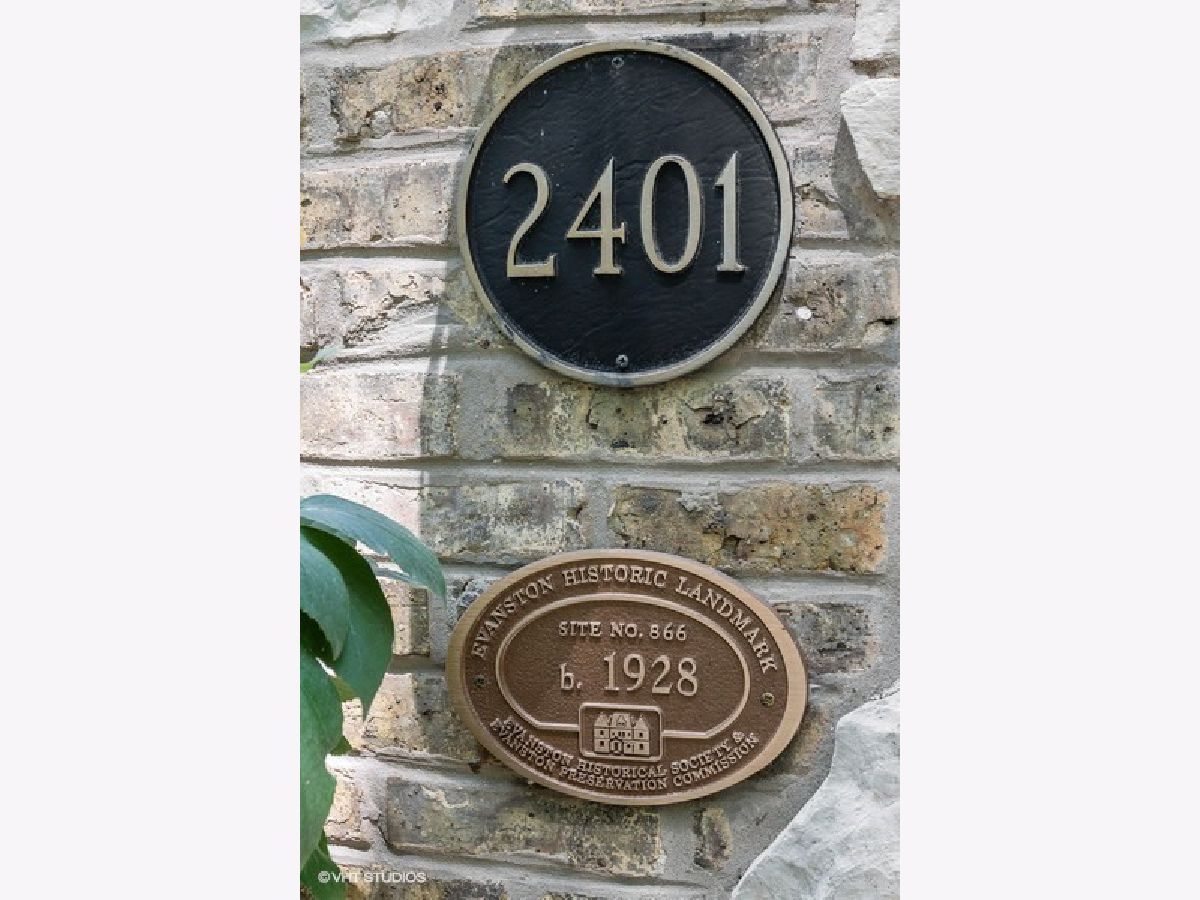 2401
EVANSTON HISTORIC LANDMARK
SITE NO. 866
b. 1928
EVANSTON HISTORICAL SOCIETY &
EVANSTON PRESERVATION COMMISSION
©VHT STUDIOS